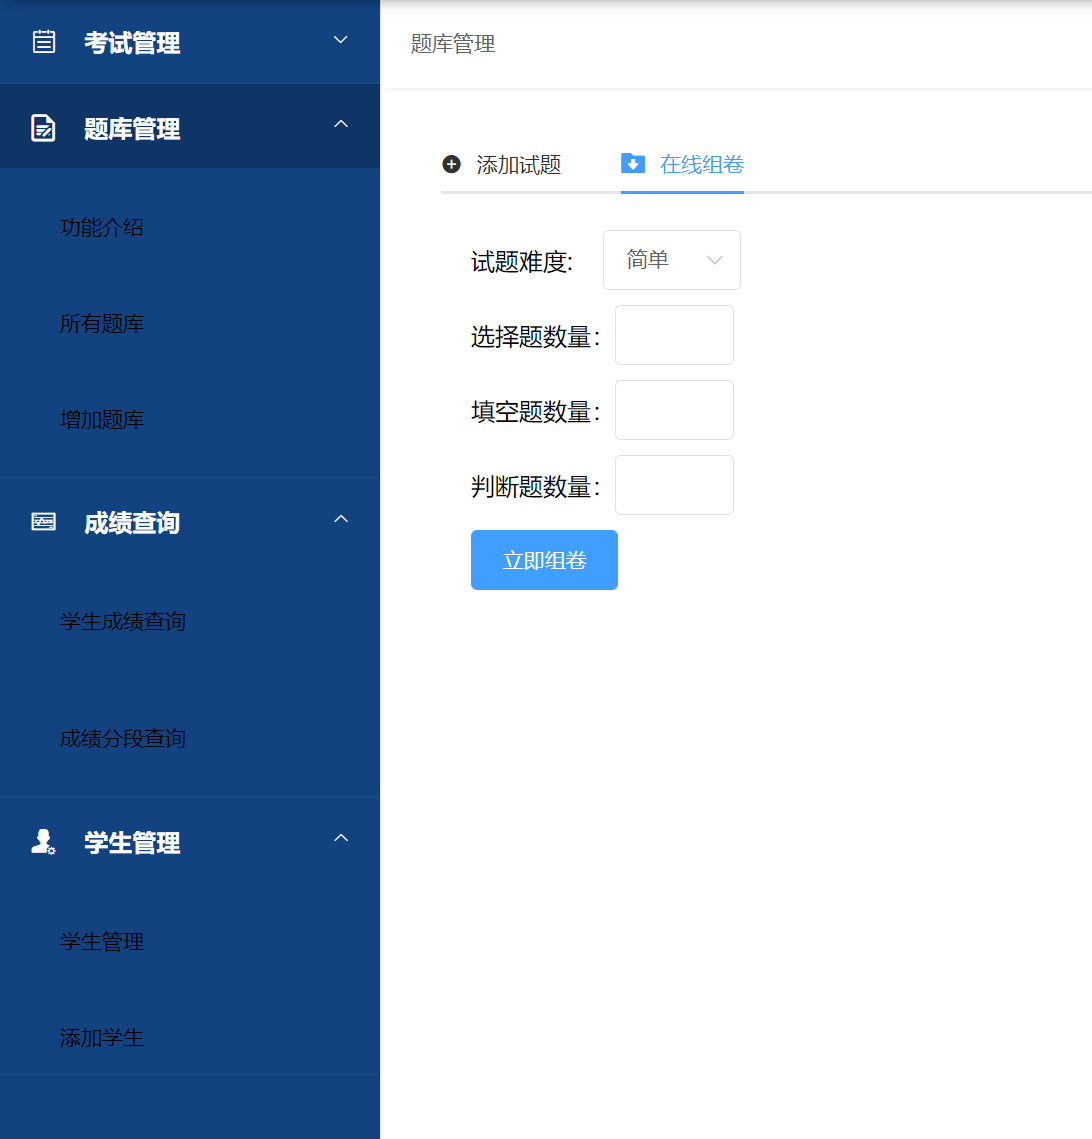 考试管理
题库管理
功能介绍
所有题库
增加题库
成绩查询
学生成绩查询
成绩分段查询
学生管理
学生管理
添加学生
题库管理
添加试题
在线组卷
试题难度: 简单
选择题数量：
填空题数量：
判断题数量：
立即组卷